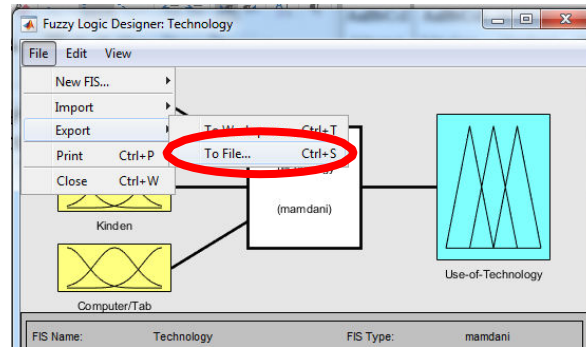 Fuzzy Logic Designer: Technology
File Edit View
New FIS...
Import
Export
To Ctrl+T
Print Ctrl+P
To File... Ctrl+S
Close Ctrl+W
(mamdani)
Kinden
Use-of-Technology
Computer/Tab
FIS Name: Technology FIS Type: mamdani